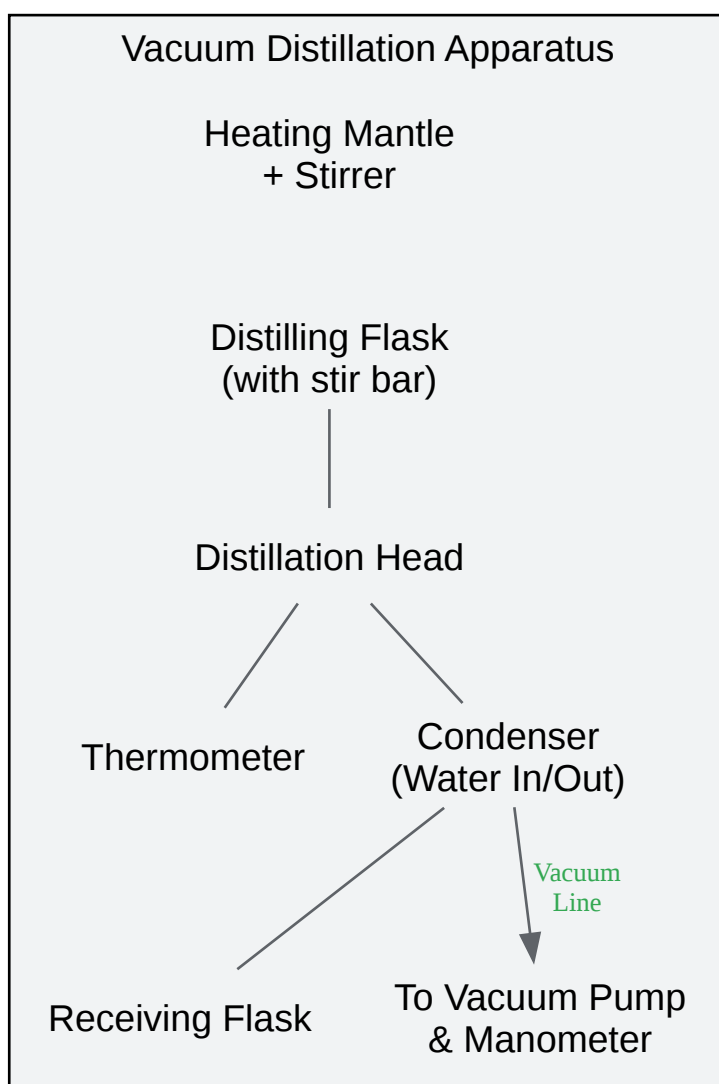 Vacuum Distillation Apparatus
Heating Mantle
+ Stirrer
Distilling Flask
(with stir bar)
Distillation Head
Thermometer
Condenser
(Water In/Out)
Vacuum
Line
Receiving Flask
To Vacuum Pump
& Manometer